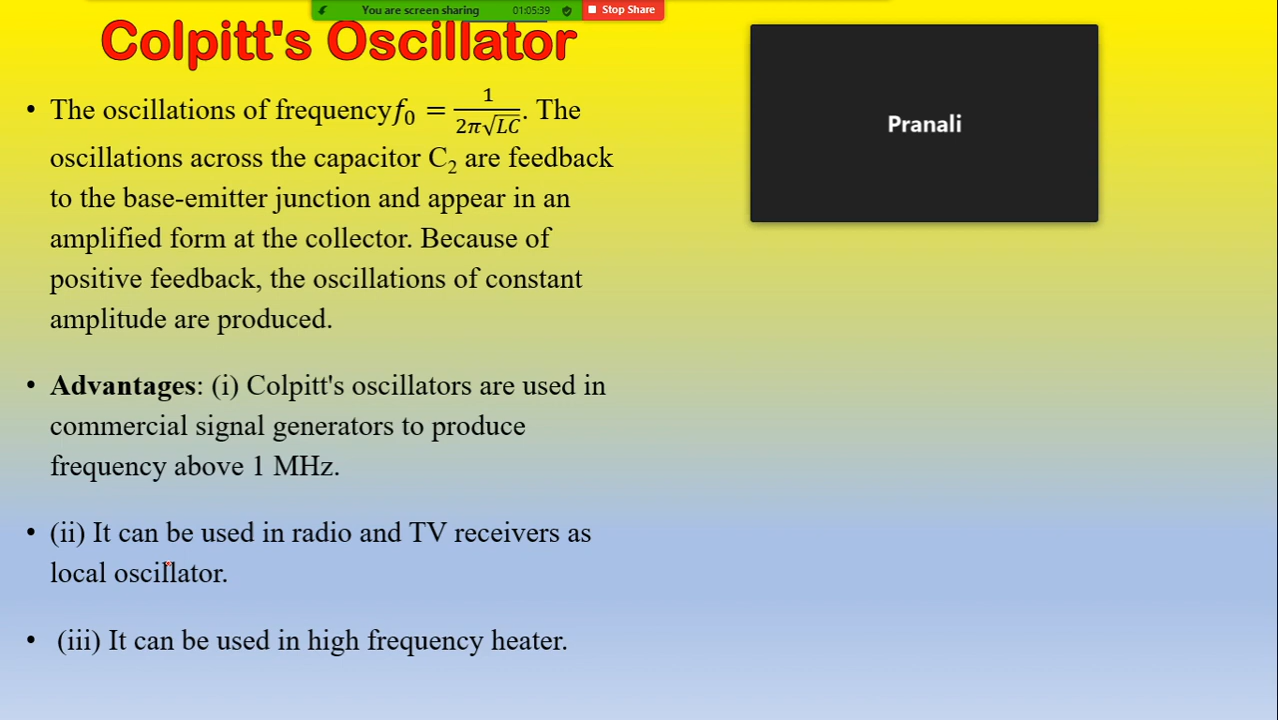 You are screen sharing 01:05:39 Stop Share
Colpitt's Oscillator
• The oscillations of frequency f₀ = 1/(2π√LC). The
oscillations across the capacitor C₂ are feedback
to the base-emitter junction and appear in an
amplified form at the collector. Because of
positive feedback, the oscillations of constant
amplitude are produced.
• Advantages: (i) Colpitt's oscillators are used in
commercial signal generators to produce
frequency above 1 MHz.
• (ii) It can be used in radio and TV receivers as
local oscillator.
• (iii) It can be used in high frequency heater.
Pranali